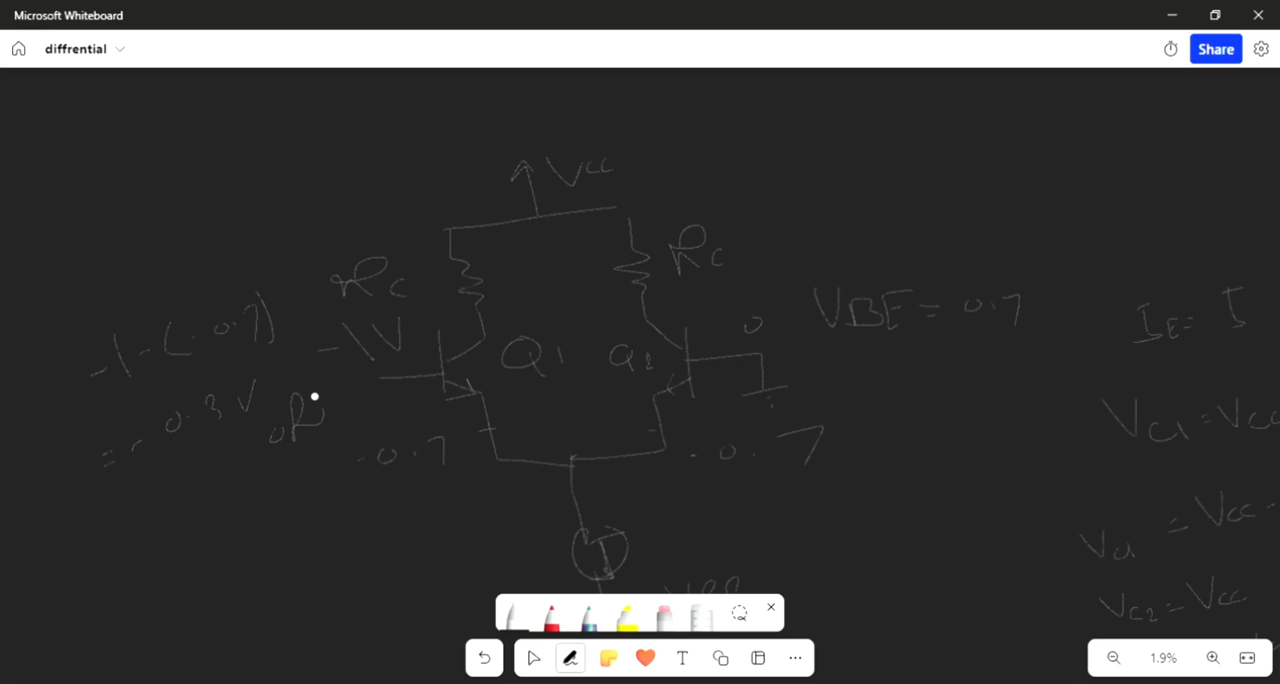 Microsoft Whiteboard
diffrential
Share
VCC
RC
RC
-1-(-0.7)
-1V
VBE = 0.7
IE = I
0
Q1
Q2
= -0.3V
VC1 = VCC
-0.7
-0.7
I
= VCC -
VC1
VC2 = VCC
1.9%